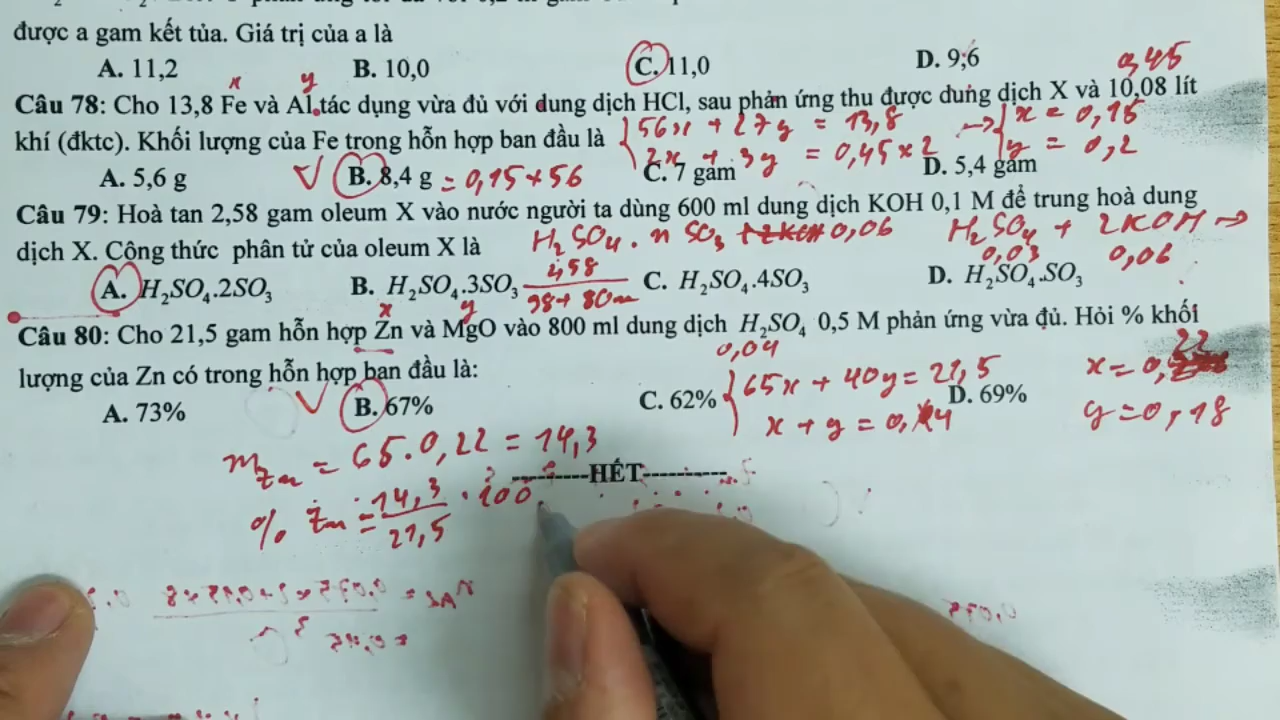 được a gam kết tủa. Giá trị của a là
A. 11,2 B. 10,0 C. 11,0 D. 9,6
x y 0,45
Câu 78: Cho 13,8 Fe và Al tác dụng vừa đủ với dung dịch HCl, sau phản ứng thu được dung dịch X và 10,08 lít
khí (đktc). Khối lượng của Fe trong hỗn hợp ban đầu là
56x + 27y = 13,8 → x = 0,15
2x + 3y = 0,45 x 2 y = 0,2
A. 5,6 g B. 8,4 g = 0,15 x 56 C. 7 gam D. 5,4 gam
Câu 79: Hoà tan 2,58 gam oleum X vào nước người ta dùng 600 ml dung dịch KOH 0,1 M để trung hoà dung
dịch X. Công thức phân tử của oleum X là
H2SO4 . n SO3 0,06 H2SO4 + 2KOH →
0,03 0,06
2,58
98 + 80n
A. H2SO4.2SO3 B. H2SO4.3SO3 C. H2SO4.4SO3 D. H2SO4.SO3
x y
Câu 80: Cho 21,5 gam hỗn hợp Zn và MgO vào 800 ml dung dịch H2SO4 0,5 M phản ứng vừa đủ. Hỏi % khối
0,04
lượng của Zn có trong hỗn hợp ban đầu là:
65x + 40y = 21,5 x = 0,22
x + y = 0,4 y = 0,18
A. 73% B. 67% C. 62% D. 69%
mZn = 65 . 0,22 = 14,3
---------HẾT----------
% Zn = 14,3 . 100
21,5